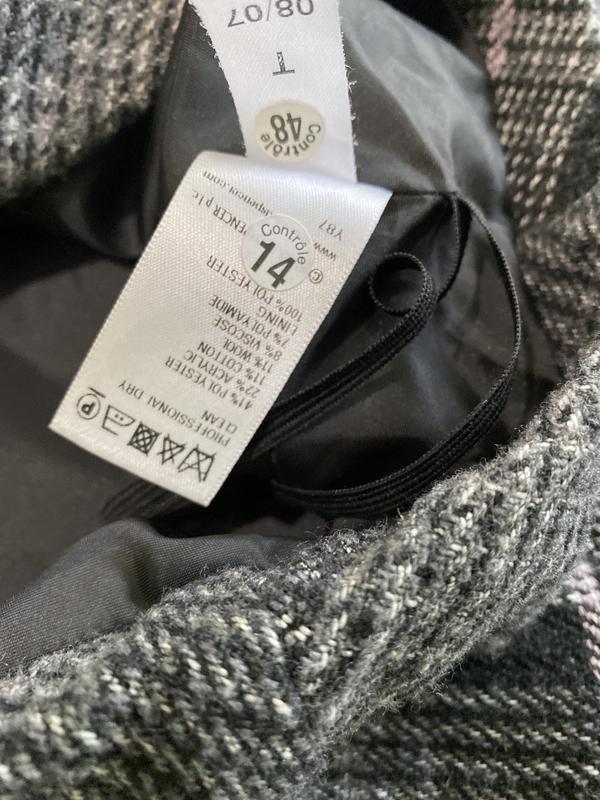 08/07
T
Contrôle
48
PROFESSIONAL DRY
CLEAN
41% POLYESTER
22% ACRYLIC
11% COTTON
11% WOOL
8% VISCOSE
7% POLYAMIDE
LINING
100% POLYESTER
Contrôle
14
©
ENCER p.l.c
www
spencer.com
Y87
P